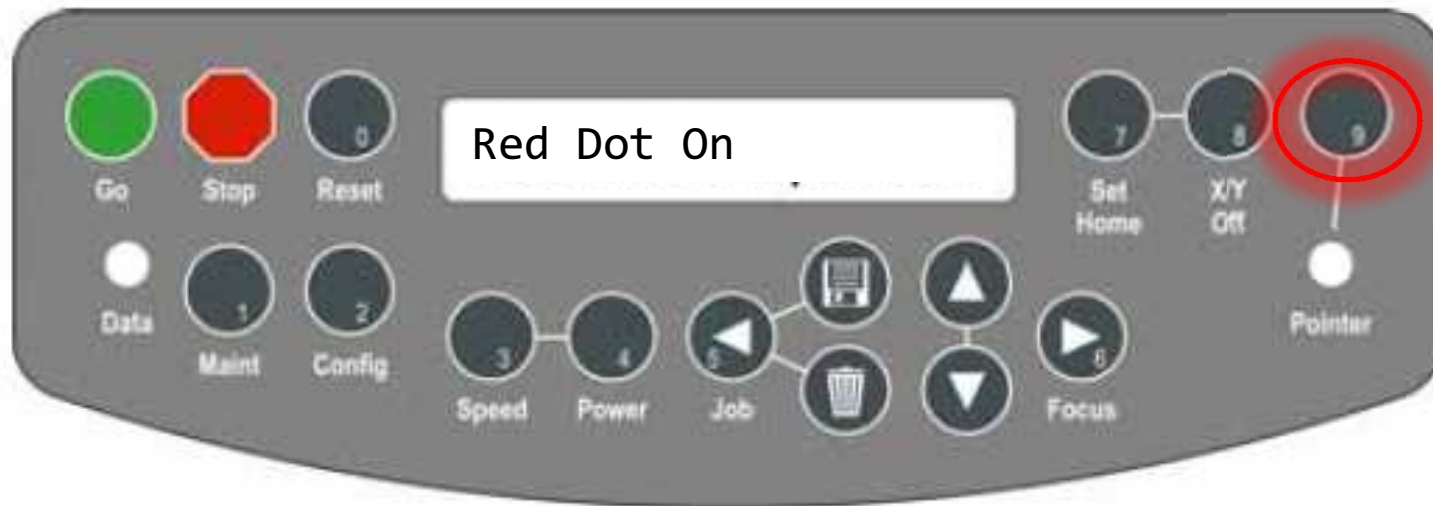 Red Dot On
0
7
8
9
Go
Stop
Reset
Set
Home
X/Y
Off
1
2
Data
Pointer
3
4
5
6
Maint
Config
Speed
Power
Job
Focus